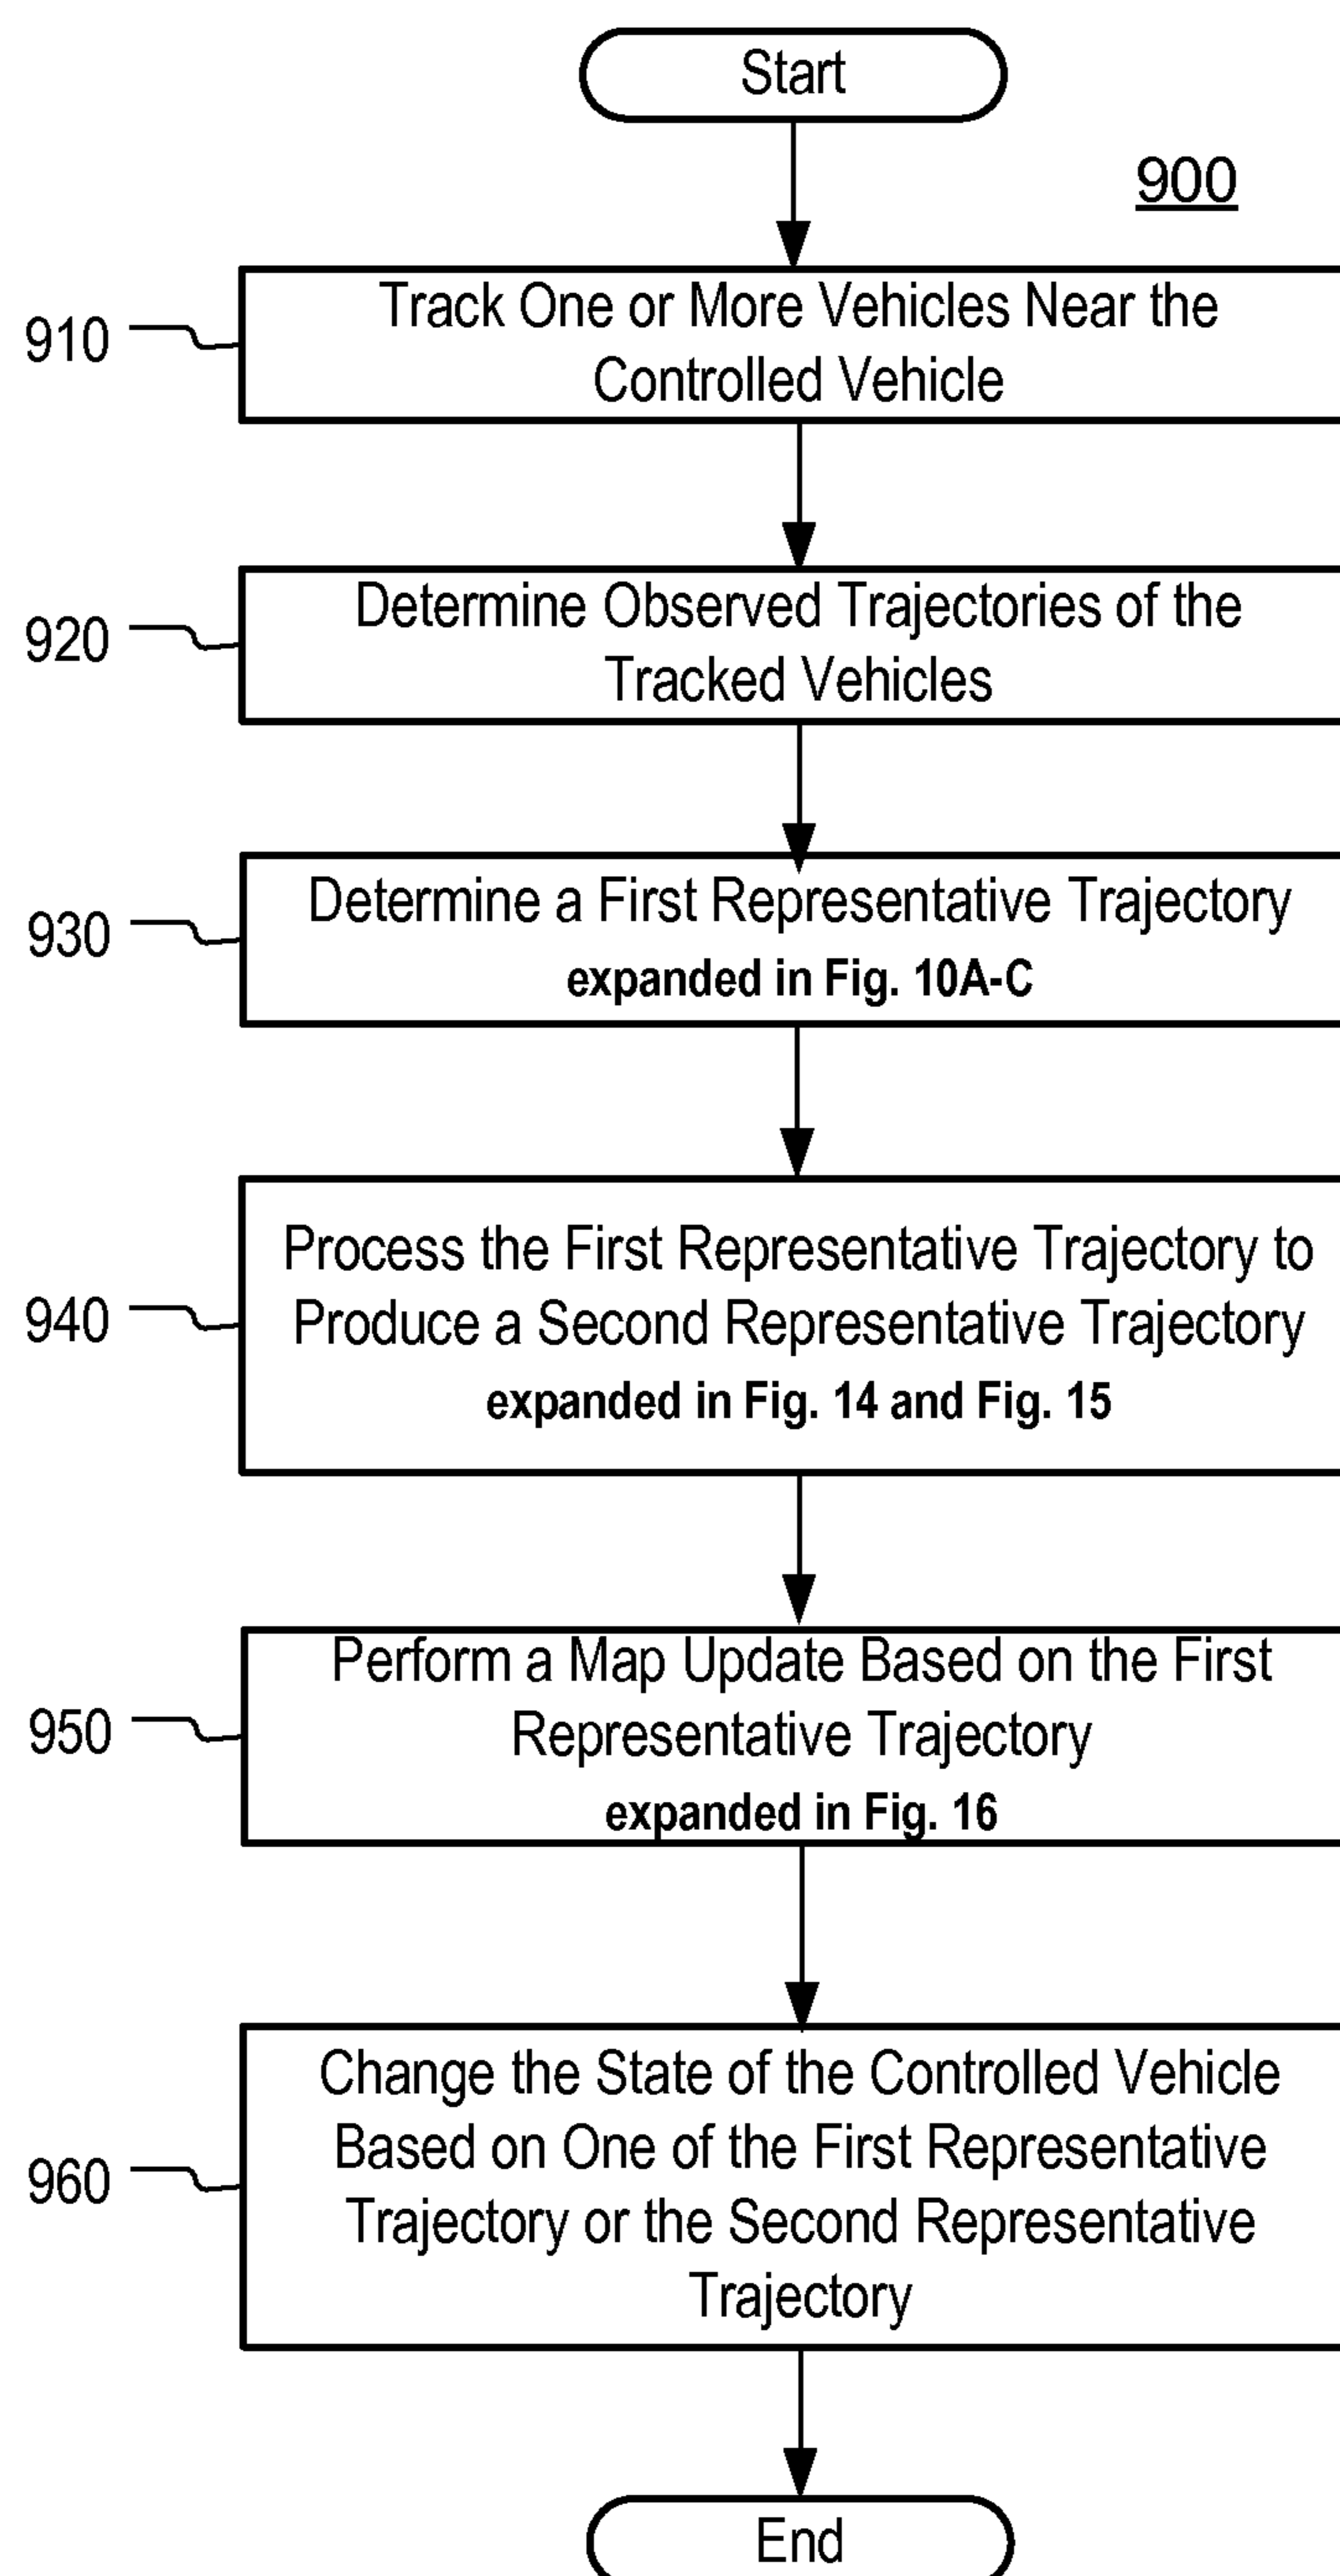 Start
900
910
Track One or More Vehicles Near the
Controlled Vehicle
920
Determine Observed Trajectories of the
Tracked Vehicles
930
Determine a First Representative Trajectory
expanded in Fig. 10A-C
940
Process the First Representative Trajectory to
Produce a Second Representative Trajectory
expanded in Fig. 14 and Fig. 15
950
Perform a Map Update Based on the First
Representative Trajectory
expanded in Fig. 16
960
Change the State of the Controlled Vehicle
Based on One of the First Representative
Trajectory or the Second Representative
Trajectory
End